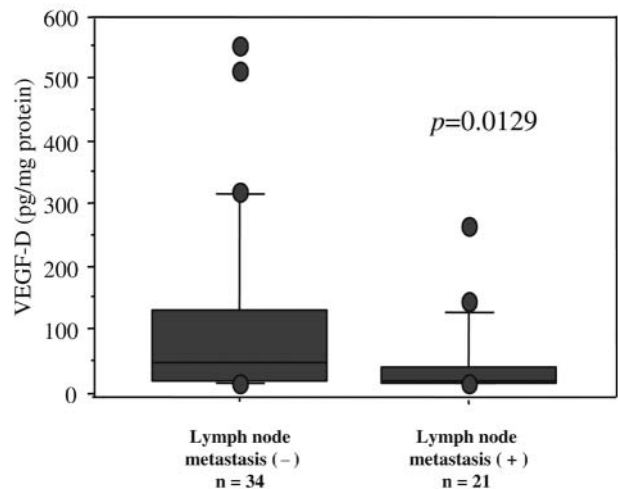 600
500
400
300
200
100
0
VEGF-D (pg/mg protein)
p=0.0129
Lymph node
metastasis ( – )
n = 34
Lymph node
metastasis ( + )
n = 21